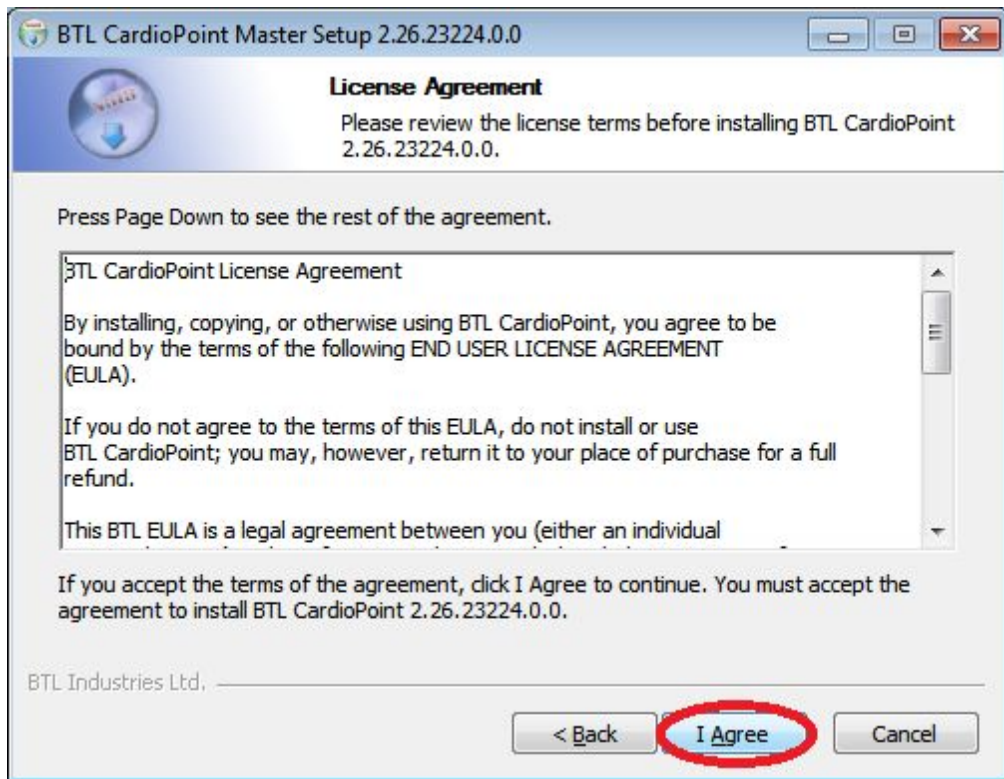 BTL CardioPoint Master Setup 2.26.23224.0.0
License Agreement
Please review the license terms before installing BTL CardioPoint
2.26.23224.0.0.
Press Page Down to see the rest of the agreement.
BTL CardioPoint License Agreement
By installing, copying, or otherwise using BTL CardioPoint, you agree to be
bound by the terms of the following END USER LICENSE AGREEMENT
(EULA).
If you do not agree to the terms of this EULA, do not install or use
BTL CardioPoint; you may, however, return it to your place of purchase for a full
refund.
This BTL EULA is a legal agreement between you (either an individual
If you accept the terms of the agreement, click I Agree to continue. You must accept the
agreement to install BTL CardioPoint 2.26.23224.0.0.
BTL Industries Ltd.
< Back
I Agree
Cancel